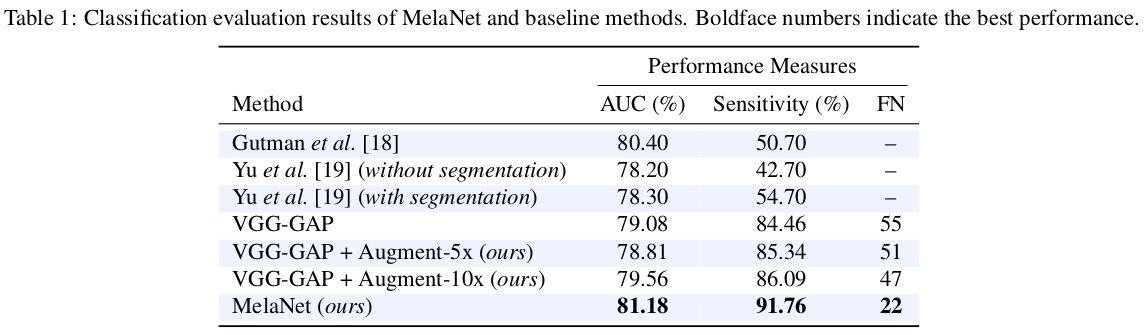 Table 1: Classification evaluation results of MelaNet and baseline methods. Boldface numbers indicate the best performance.
Performance Measures
Method AUC (%) Sensitivity (%) FN
Gutman et al. [18] 80.40 50.70 –
Yu et al. [19] (without segmentation) 78.20 42.70 –
Yu et al. [19] (with segmentation) 78.30 54.70 –
VGG-GAP 79.08 84.46 55
VGG-GAP + Augment-5x (ours) 78.81 85.34 51
VGG-GAP + Augment-10x (ours) 79.56 86.09 47
MelaNet (ours) 81.18 91.76 22